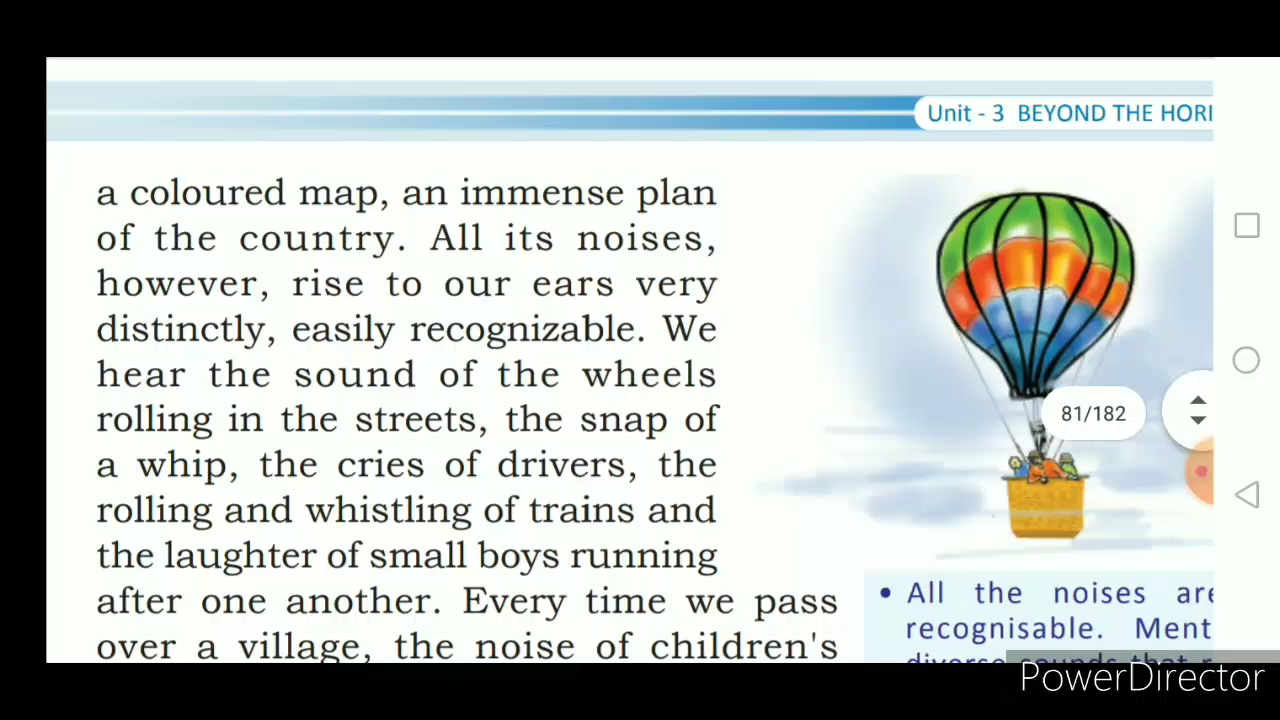 Unit - 3 BEYOND THE HORI
a coloured map, an immense plan
of the country. All its noises,
however, rise to our ears very
distinctly, easily recognizable. We
hear the sound of the wheels
rolling in the streets, the snap of
a whip, the cries of drivers, the
rolling and whistling of trains and
the laughter of small boys running
after one another. Every time we pass
over a village, the noise of children's
81/182
• All the noises are
recognisable. Ment
diverse sounds that
PowerDirector